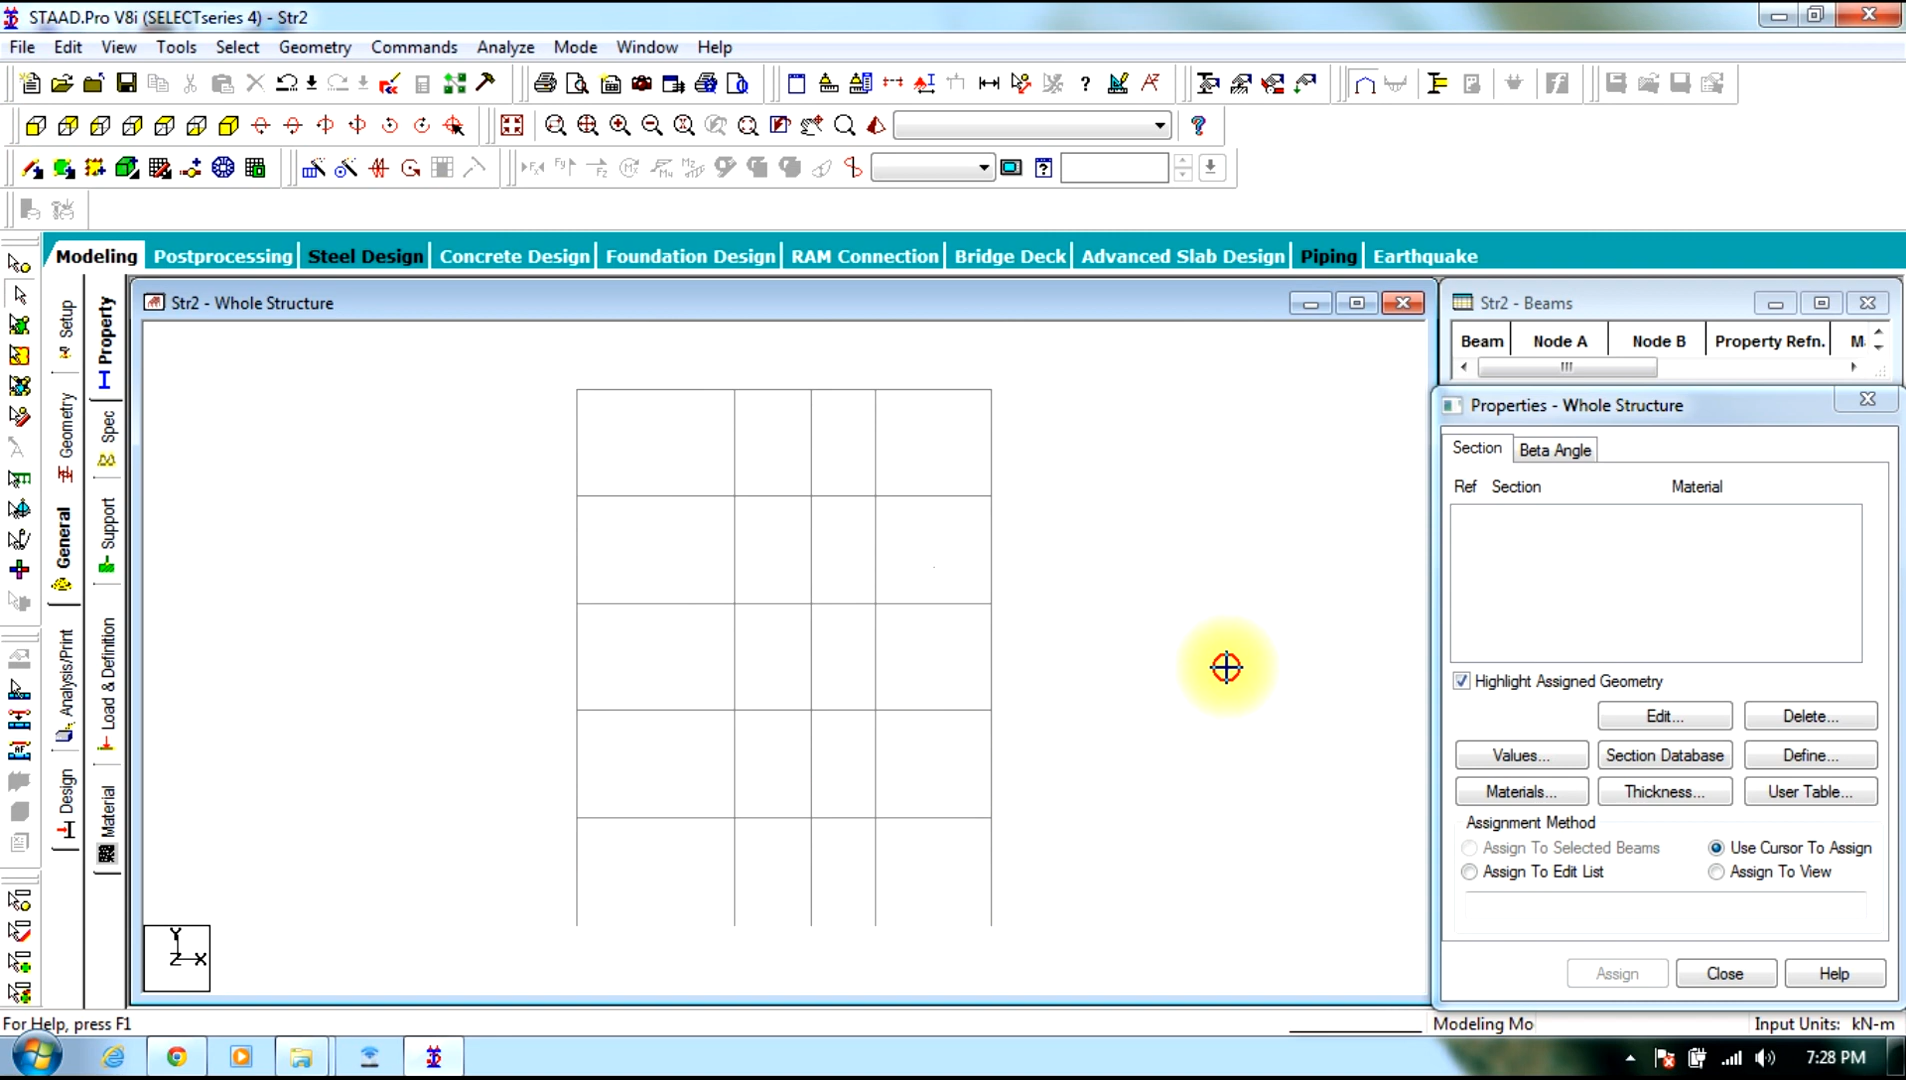 STAAD.Pro V8i (SELECTseries 4) - Str2
File Edit View Tools Select Geometry Commands Analyze Mode Window Help
Modeling Postprocessing Steel Design Concrete Design Foundation Design RAM Connection Bridge Deck Advanced Slab Design Piping Earthquake
Setup
Geometry
General
Analysis/Print
Design
Property
Spec
Support
Load & Definition
Material
Str2 - Whole Structure
Y
Z X
Str2 - Beams
Beam Node A Node B Property Refn. M
Properties - Whole Structure
Section Beta Angle
Ref Section Material
Highlight Assigned Geometry
Edit... Delete...
Values... Section Database Define...
Materials... Thickness... User Table...
Assignment Method
Assign To Selected Beams Use Cursor To Assign
Assign To Edit List Assign To View
Assign Close Help
For Help, press F1 Modeling Mo Input Units: kN-m
7:28 PM